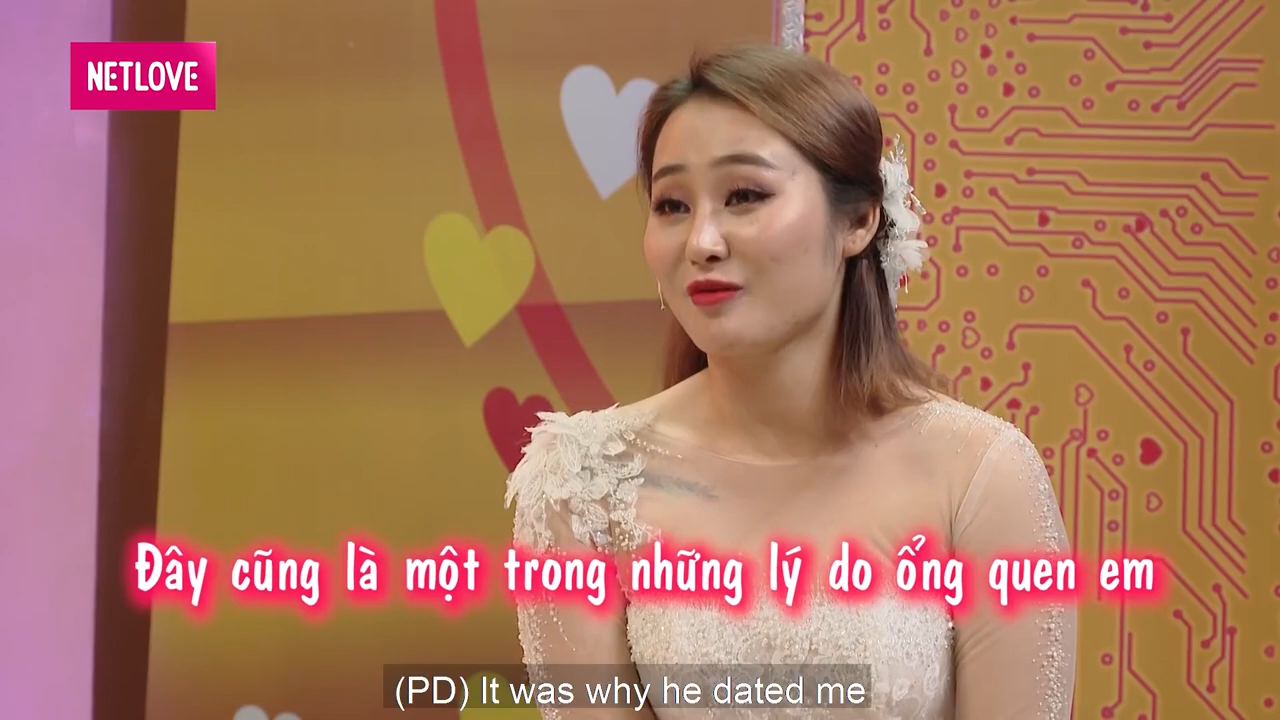 NETLOVE
Đây cũng là một trong những lý do ổng quen em
(PD) It was why he dated me